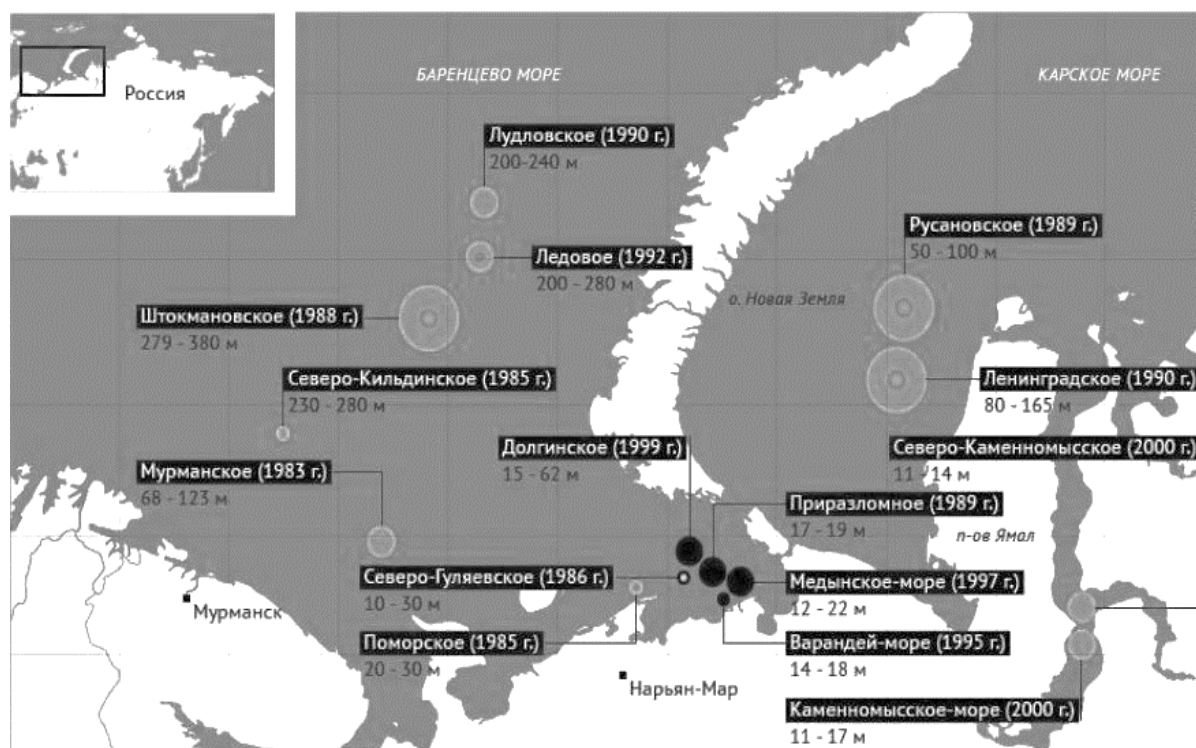 Россия
БАРЕНЦЕВО МОРЕ
КАРСКОЕ МОРЕ
Лудловское (1990 г.)
200-240 м
Русановское (1989 г.)
50 - 100 м
Ледовое (1992 г.)
200 - 280 м
о. Новая Земля
Штокмановское (1988 г.)
279 - 380 м
Северо-Кильдинское (1985 г.)
230 - 280 м
Ленинградское (1990 г.)
80 - 165 м
Долгинское (1999 г.)
15 - 62 м
Северо-Каменномысское (2000 г.)
11 - 14 м
Мурманское (1983 г.)
68 - 123 м
Приразломное (1989 г.)
17 - 19 м
п-ов Ямал
Северо-Гуляевское (1986 г.)
10 - 30 м
Медынское-море (1997 г.)
12 - 22 м
Мурманск
Поморское (1985 г.)
20 - 30 м
Варандей-море (1995 г.)
14 - 18 м
Нарьян-Мар
Каменномысское-море (2000 г.)
11 - 17 м